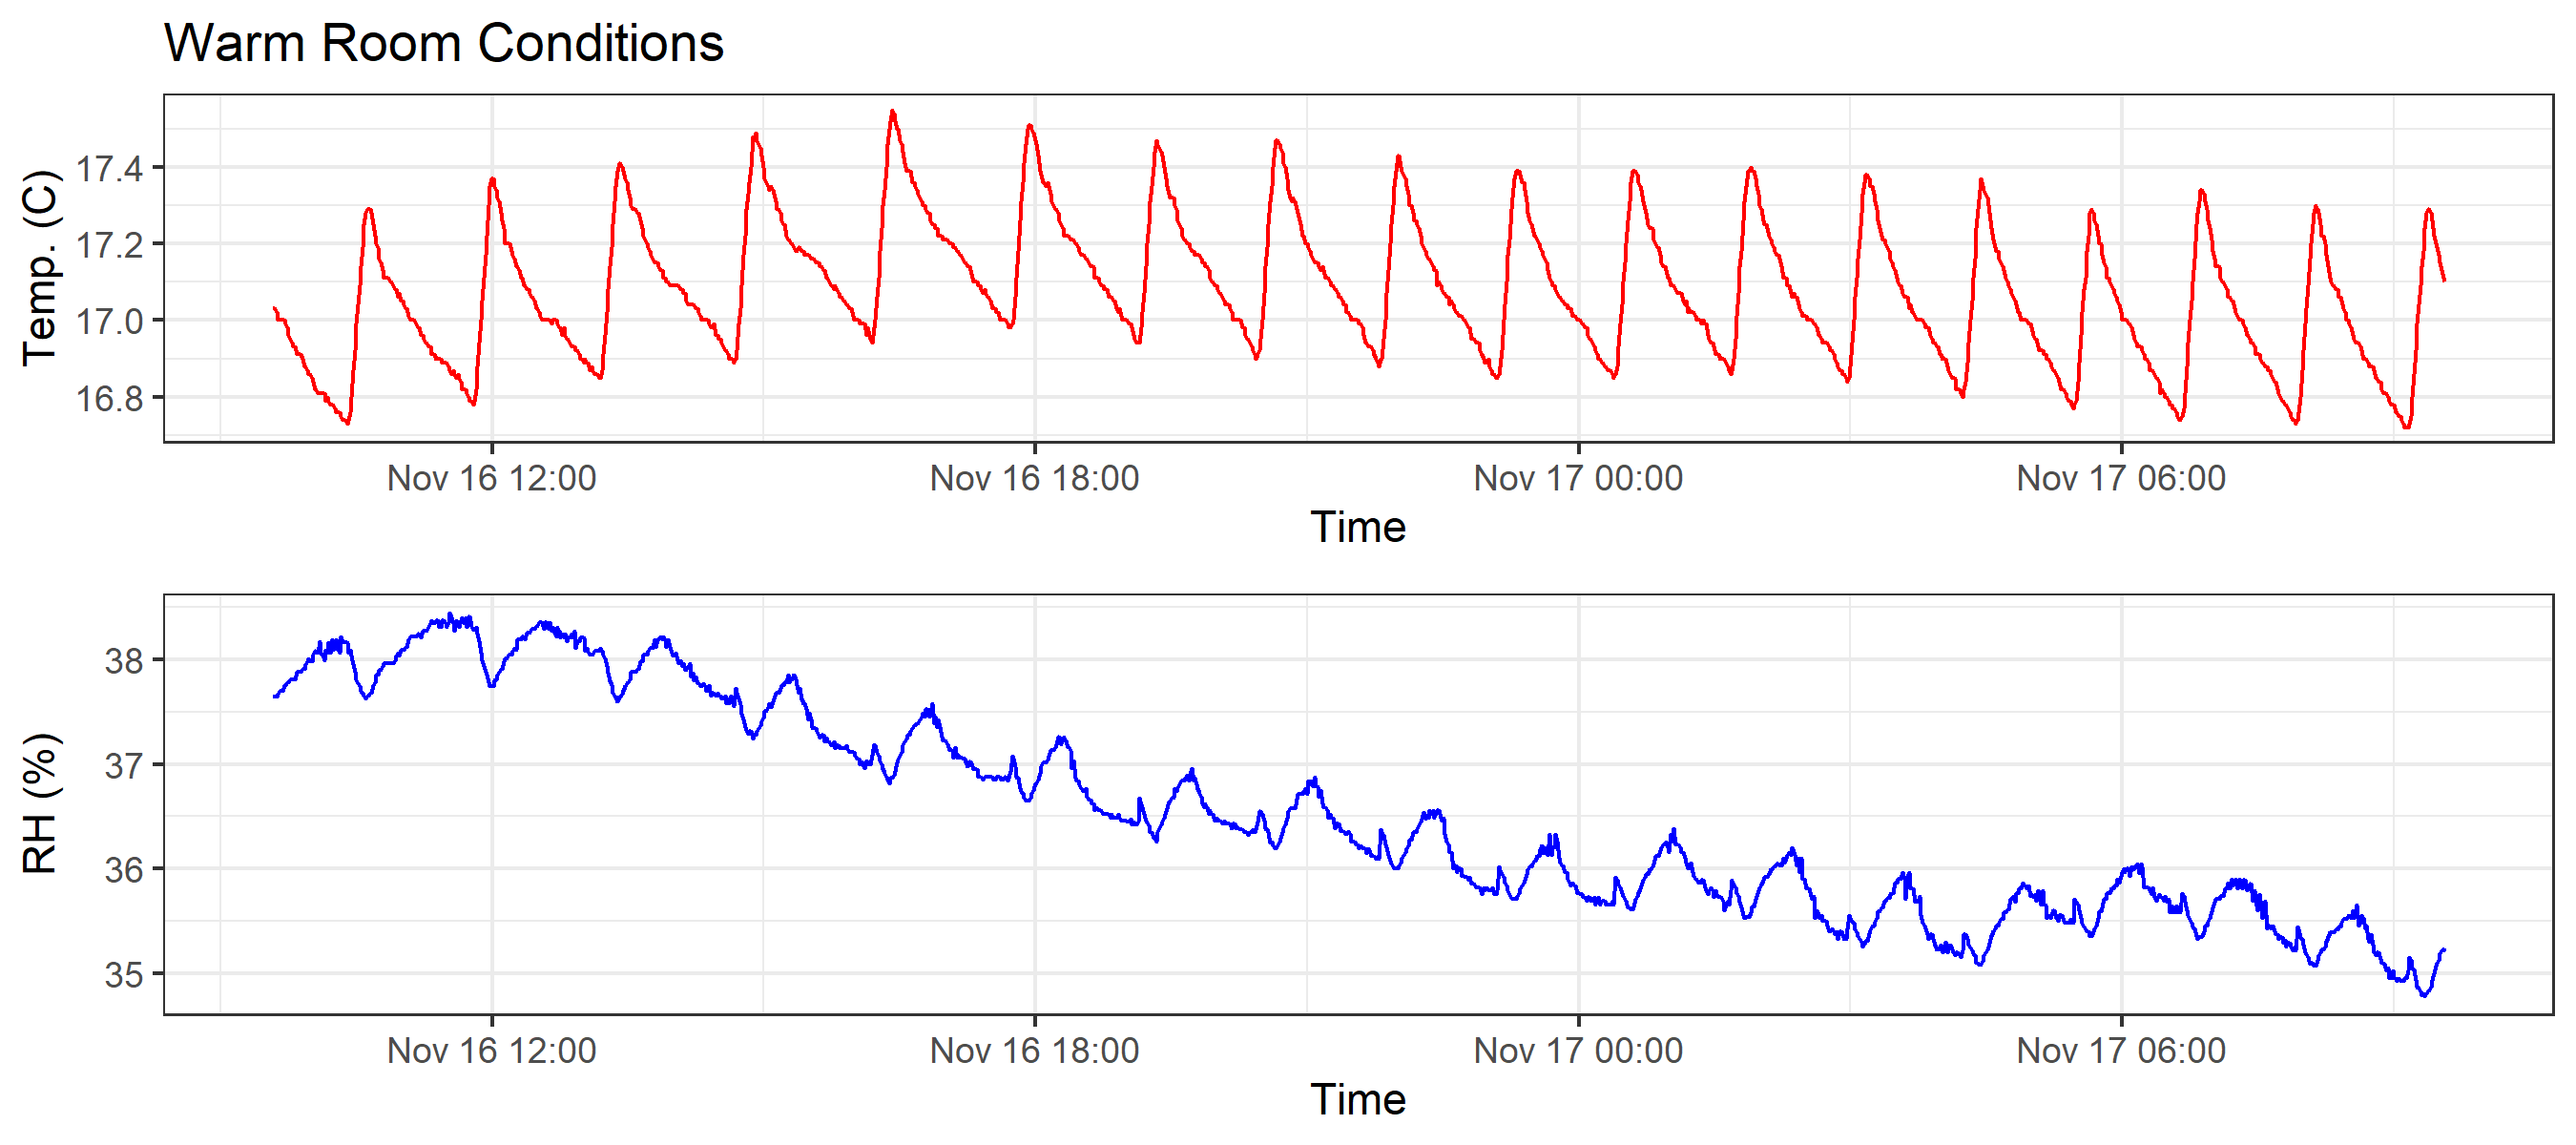 Warm Room Conditions
Temp. (C)
17.4
17.2
17.0
16.8
Nov 16 12:00 Nov 16 18:00 Nov 17 00:00 Nov 17 06:00
Time
RH (%)
38
37
36
35
Nov 16 12:00 Nov 16 18:00 Nov 17 00:00 Nov 17 06:00
Time